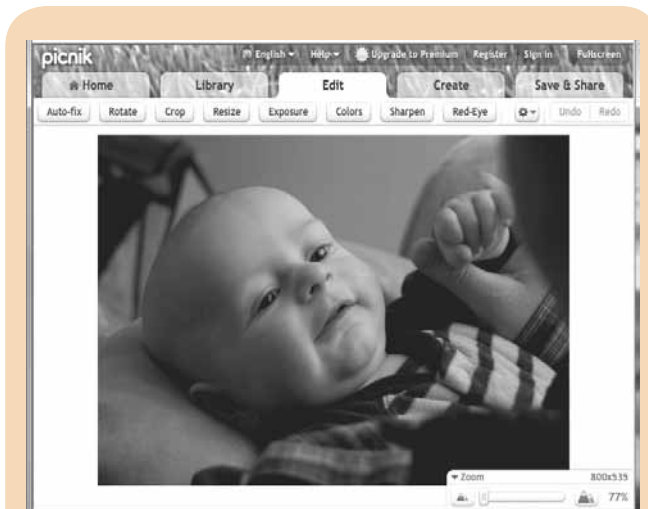 picnik English Help Upgrade to Premium Register Sign in Fullscreen
Home Library Edit Create Save & Share
Auto-fix Rotate Crop Resize Exposure Colors Sharpen Red-Eye Undo Redo
Zoom 800x535
77%